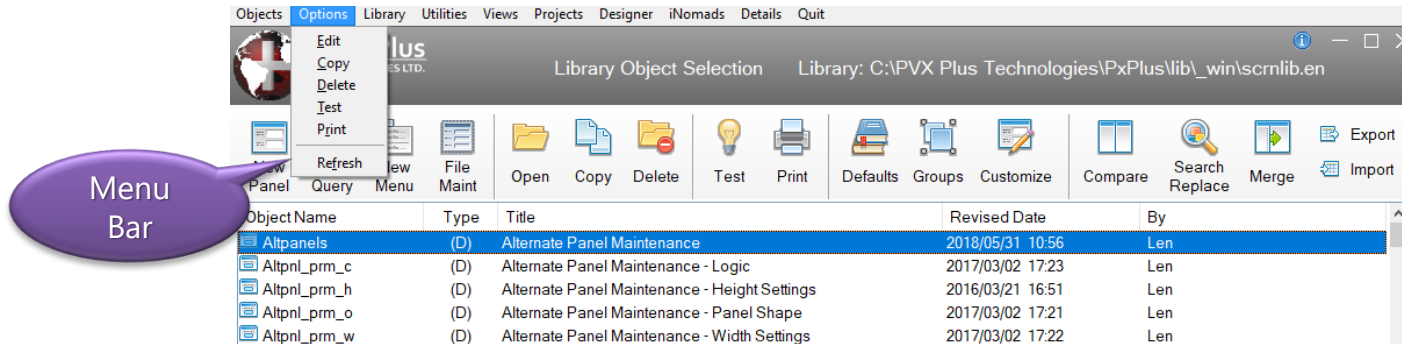 Objects Options Library Utilities Views Projects Designer iNomads Details Quit
Edit
Copy
Delete
Test
Print
Refresh
lus
ES LTD.
Library Object Selection Library: C:\PVX Plus Technologies\PxPlus\lib\_win\scrnlib.en
Panel
Query
New
Menu
File
Maint
Open
Copy
Delete
Test
Print
Defaults
Groups
Customize
Compare
Search
Replace
Merge
Export
Import
Menu
Bar
Object Name Type Title Revised Date By
Altpanels (D) Alternate Panel Maintenance 2018/05/31 10:56 Len
Altpnl_prm_c (D) Alternate Panel Maintenance - Logic 2017/03/02 17:23 Len
Altpnl_prm_h (D) Alternate Panel Maintenance - Height Settings 2016/03/21 16:51 Len
Altpnl_prm_o (D) Alternate Panel Maintenance - Panel Shape 2017/03/02 17:21 Len
Altpnl_prm_w (D) Alternate Panel Maintenance - Width Settings 2017/03/02 17:22 Len